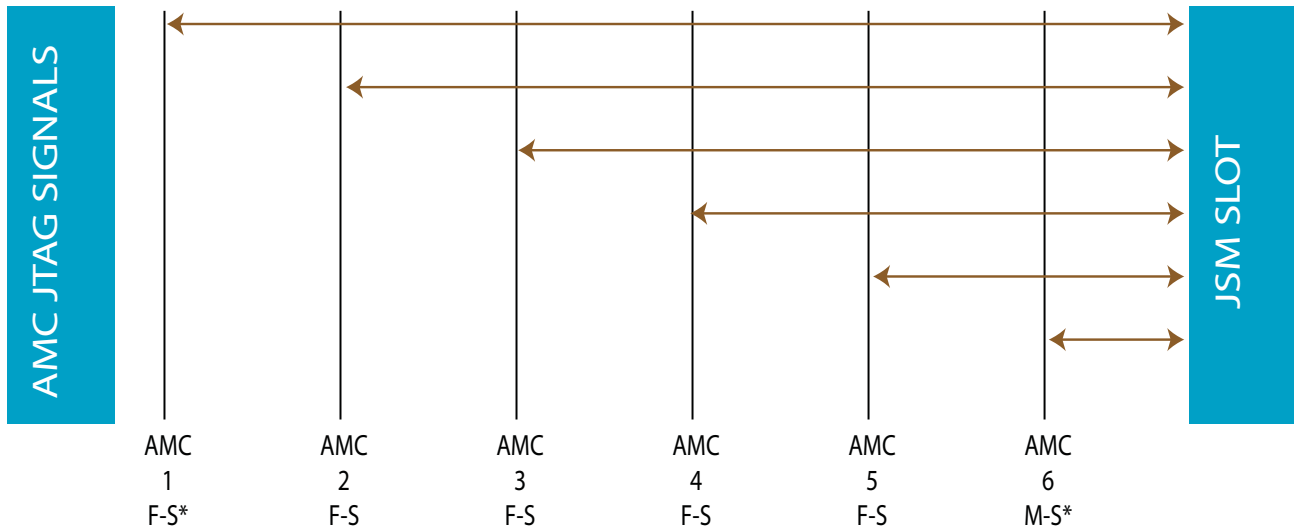 AMC JTAG SIGNALS
JSM SLOT
AMC AMC AMC AMC AMC AMC
1 2 3 4 5 6
F-S* F-S F-S F-S F-S M-S*